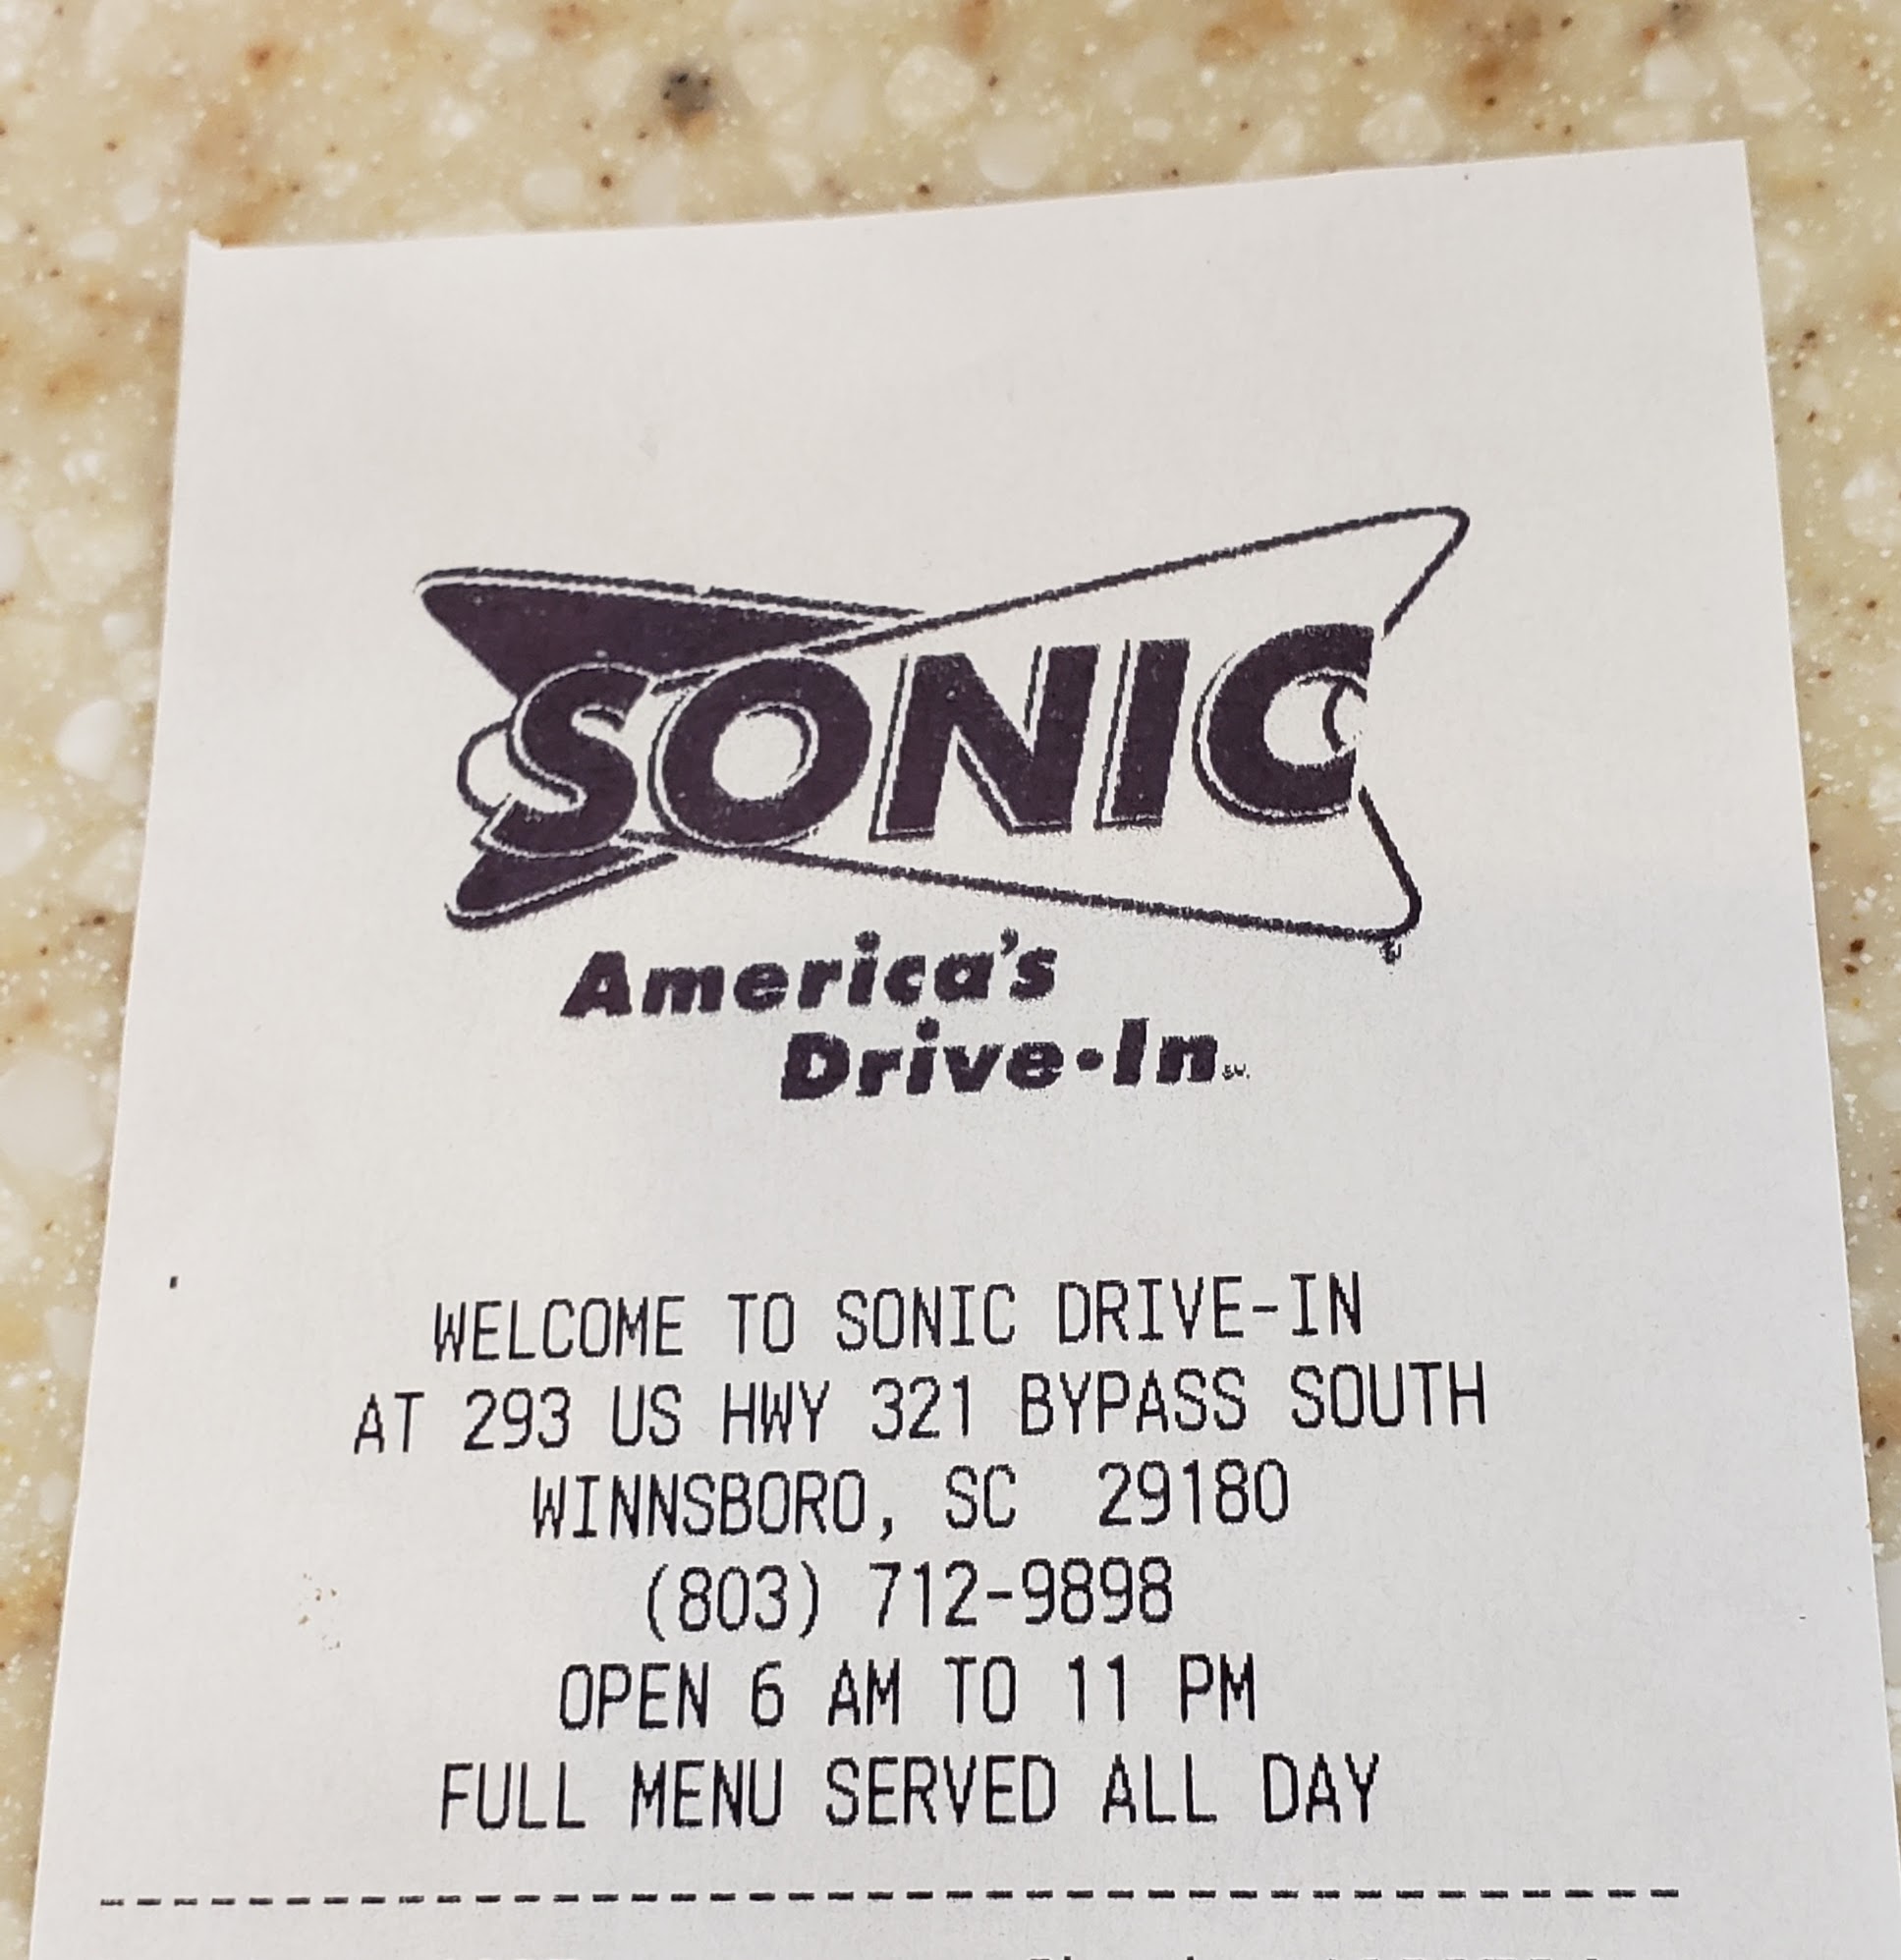 SONIC
America's
Drive-In
WELCOME TO SONIC DRIVE-IN
AT 293 US HWY 321 BYPASS SOUTH
WINNSBORO, SC 29180
(803) 712-9898
OPEN 6 AM TO 11 PM
FULL MENU SERVED ALL DAY
--------------------------------------------